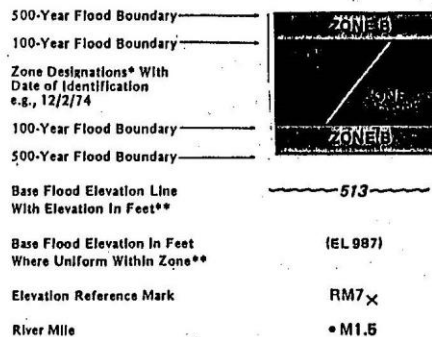 500-Year Flood Boundary
ZONE B
100-Year Flood Boundary
Zone Designations* With
Date of Identification
e.g., 12/2/74
ZONE
100-Year Flood Boundary
ZONE B
500-Year Flood Boundary
Base Flood Elevation Line
With Elevation In Feet**
513
Base Flood Elevation in Feet
Where Uniform Within Zone**
(EL 987)
Elevation Reference Mark
RM7×
River Mile
•M1.5